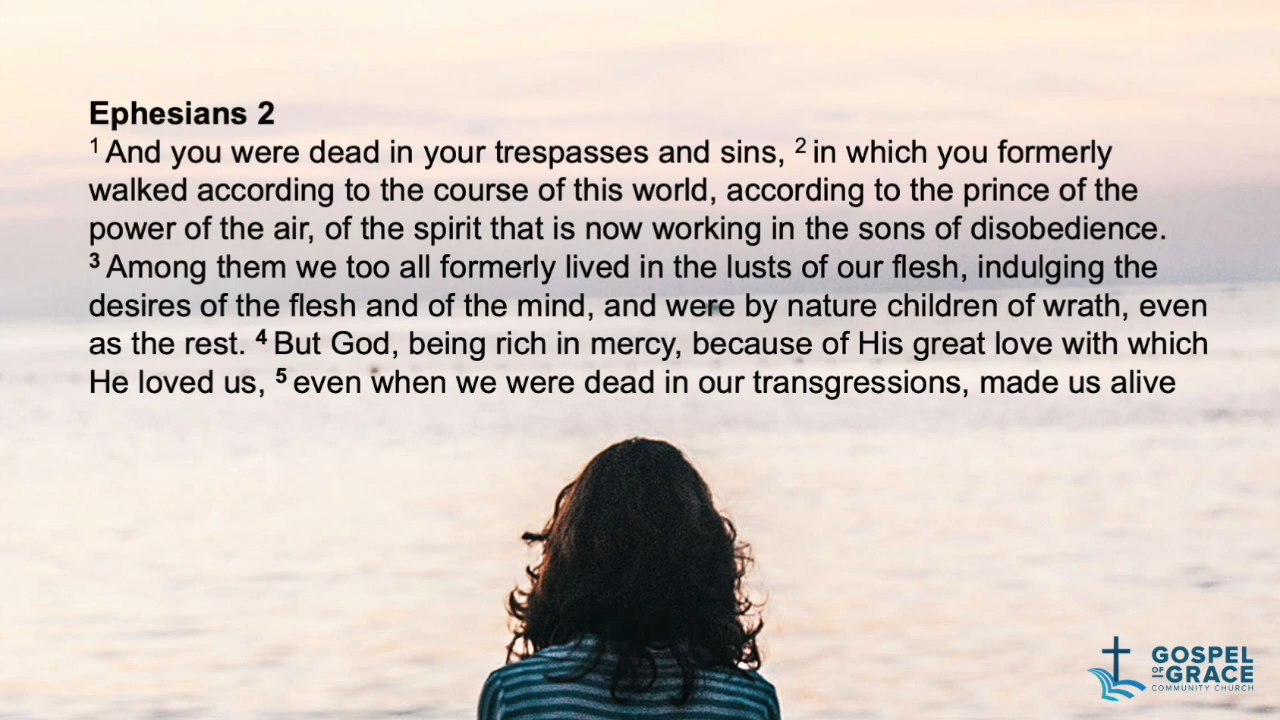 Ephesians 2
1 And you were dead in your trespasses and sins, 2 in which you formerly
walked according to the course of this world, according to the prince of the
power of the air, of the spirit that is now working in the sons of disobedience.
3 Among them we too all formerly lived in the lusts of our flesh, indulging the
desires of the flesh and of the mind, and were by nature children of wrath, even
as the rest. 4 But God, being rich in mercy, because of His great love with which
He loved us, 5 even when we were dead in our transgressions, made us alive
GOSPEL
OF GRACE
COMMUNITY CHURCH